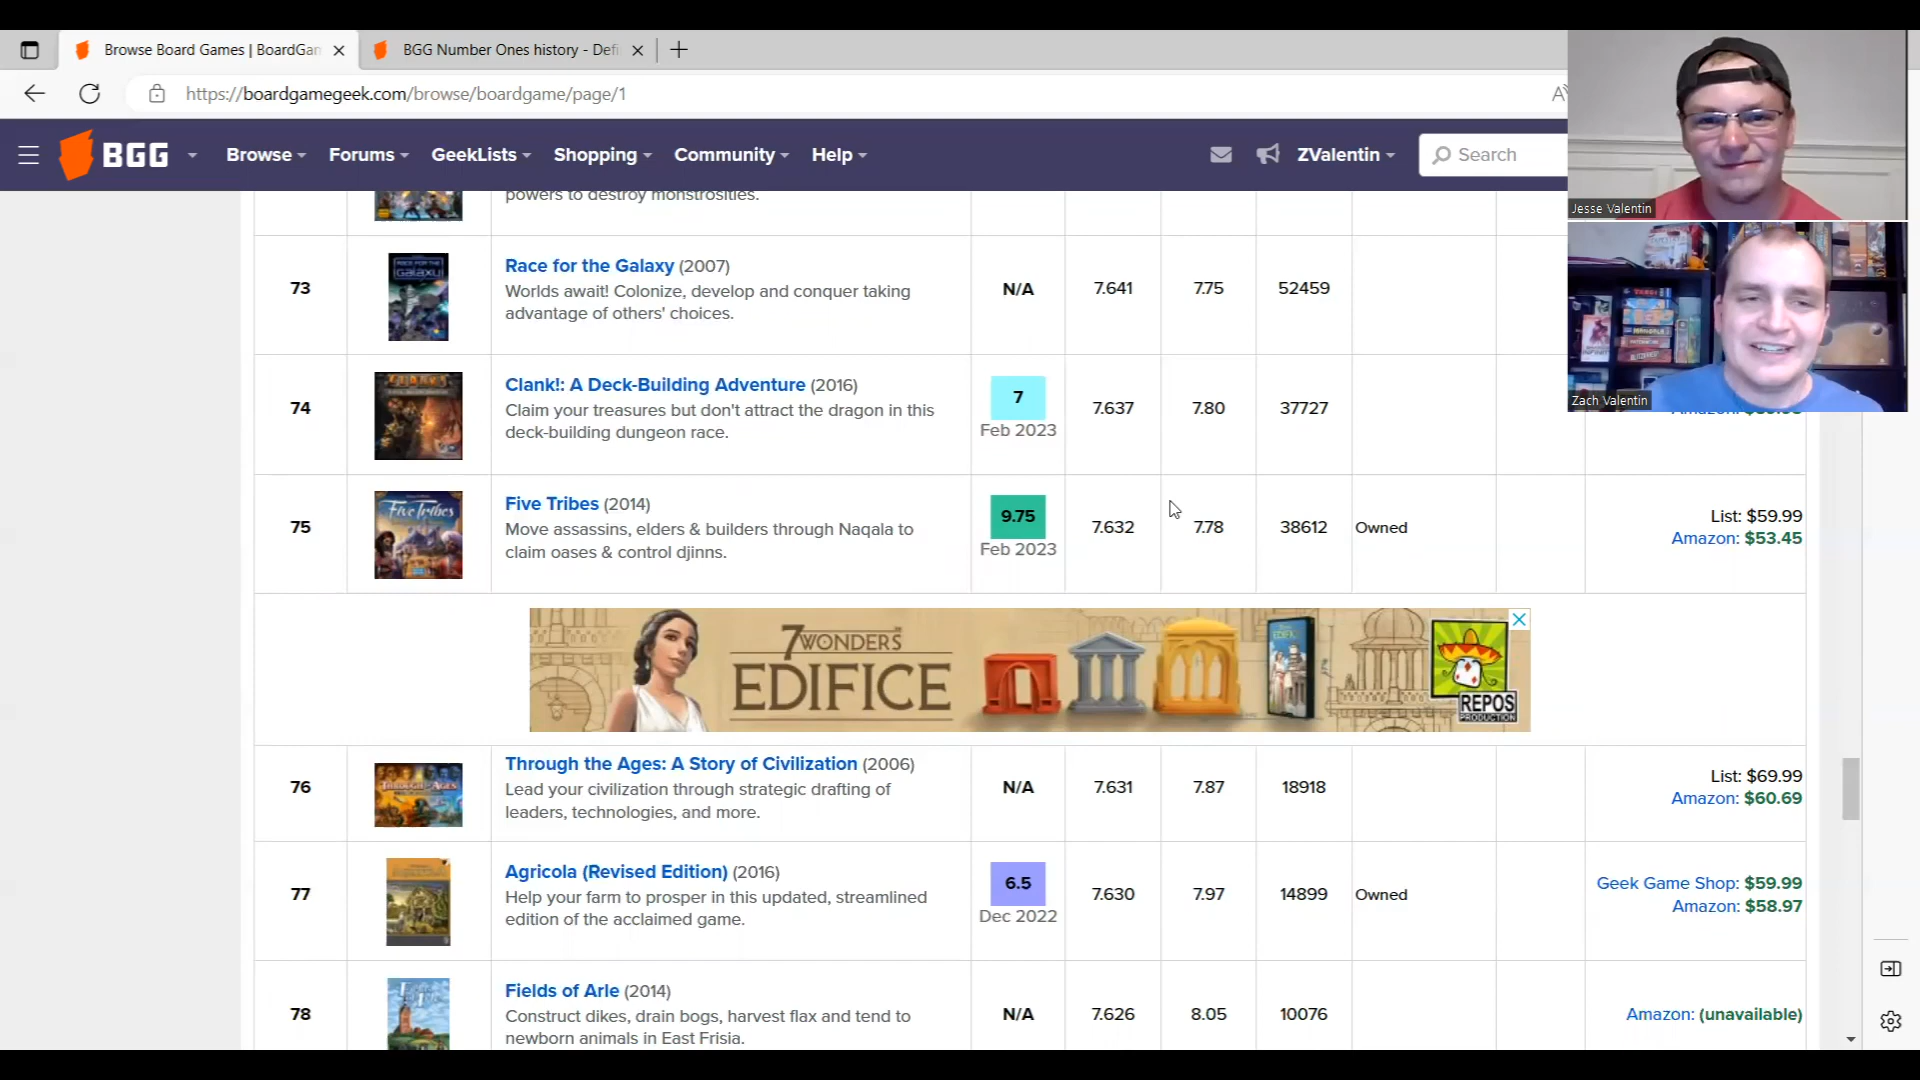 Browse Board Games | BoardGan
BGG Number Ones history - Defi
https://boardgamegeek.com/browse/boardgame/page/1
BGG
Browse
Forums
GeekLists
Shopping
Community
Help
ZValentin
Search
Jesse Valentin
Zach Valentin
powers to destroy monstrosities.
73
Race for the Galaxy (2007)
Worlds await! Colonize, develop and conquer taking
advantage of others' choices.
N/A
7.641
7.75
52459
74
Clank!: A Deck-Building Adventure (2016)
Claim your treasures but don't attract the dragon in this
deck-building dungeon race.
7
Feb 2023
7.637
7.80
37727
75
Five Tribes
Five Tribes (2014)
Move assassins, elders & builders through Naqala to
claim oases & control djinns.
9.75
Feb 2023
7.632
7.78
38612
Owned
List: $59.99
Amazon: $53.45
7 WONDERS
EDIFICE
REPOS
PRODUCTION
76
THROUGH THE AGES
Through the Ages: A Story of Civilization (2006)
Lead your civilization through strategic drafting of
leaders, technologies, and more.
N/A
7.631
7.87
18918
List: $69.99
Amazon: $60.69
77
Agricola (Revised Edition) (2016)
Help your farm to prosper in this updated, streamlined
edition of the acclaimed game.
6.5
Dec 2022
7.630
7.97
14899
Owned
Geek Game Shop: $59.99
Amazon: $58.97
78
Fields of Arle (2014)
Construct dikes, drain bogs, harvest flax and tend to
newborn animals in East Frisia.
N/A
7.626
8.05
10076
Amazon: (unavailable)